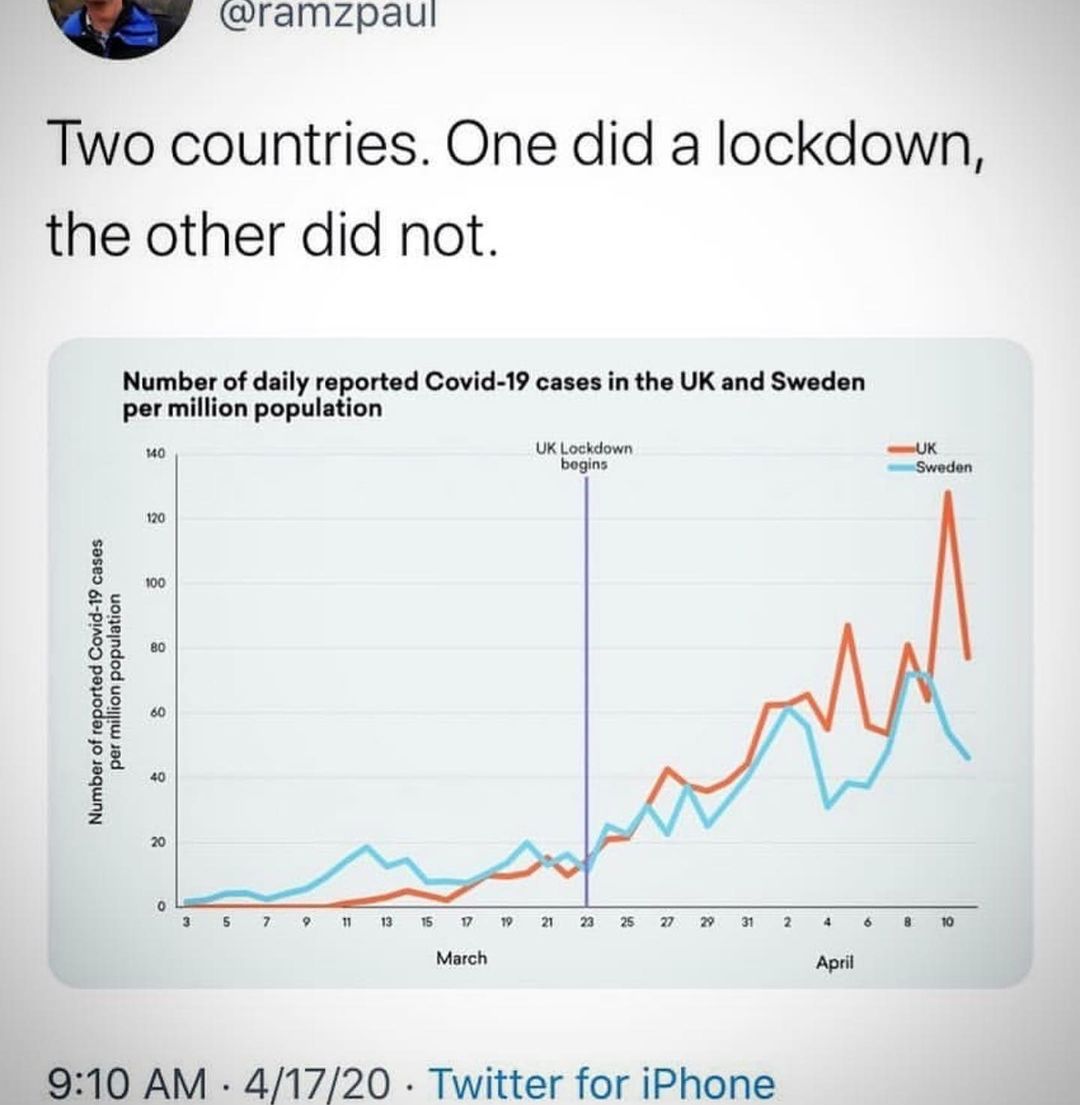 @ramzpaul
Two countries. One did a lockdown,
the other did not.
Number of daily reported Covid-19 cases in the UK and Sweden
per million population
UK Lockdown
begins
UK
Sweden
Number of reported Covid-19 cases
per million population
140
120
100
80
60
40
20
0
3 5 7 9 11 13 15 17 19 21 23 25 27 29 31 2 4 6 8 10
March April
9:10 AM · 4/17/20 · Twitter for iPhone